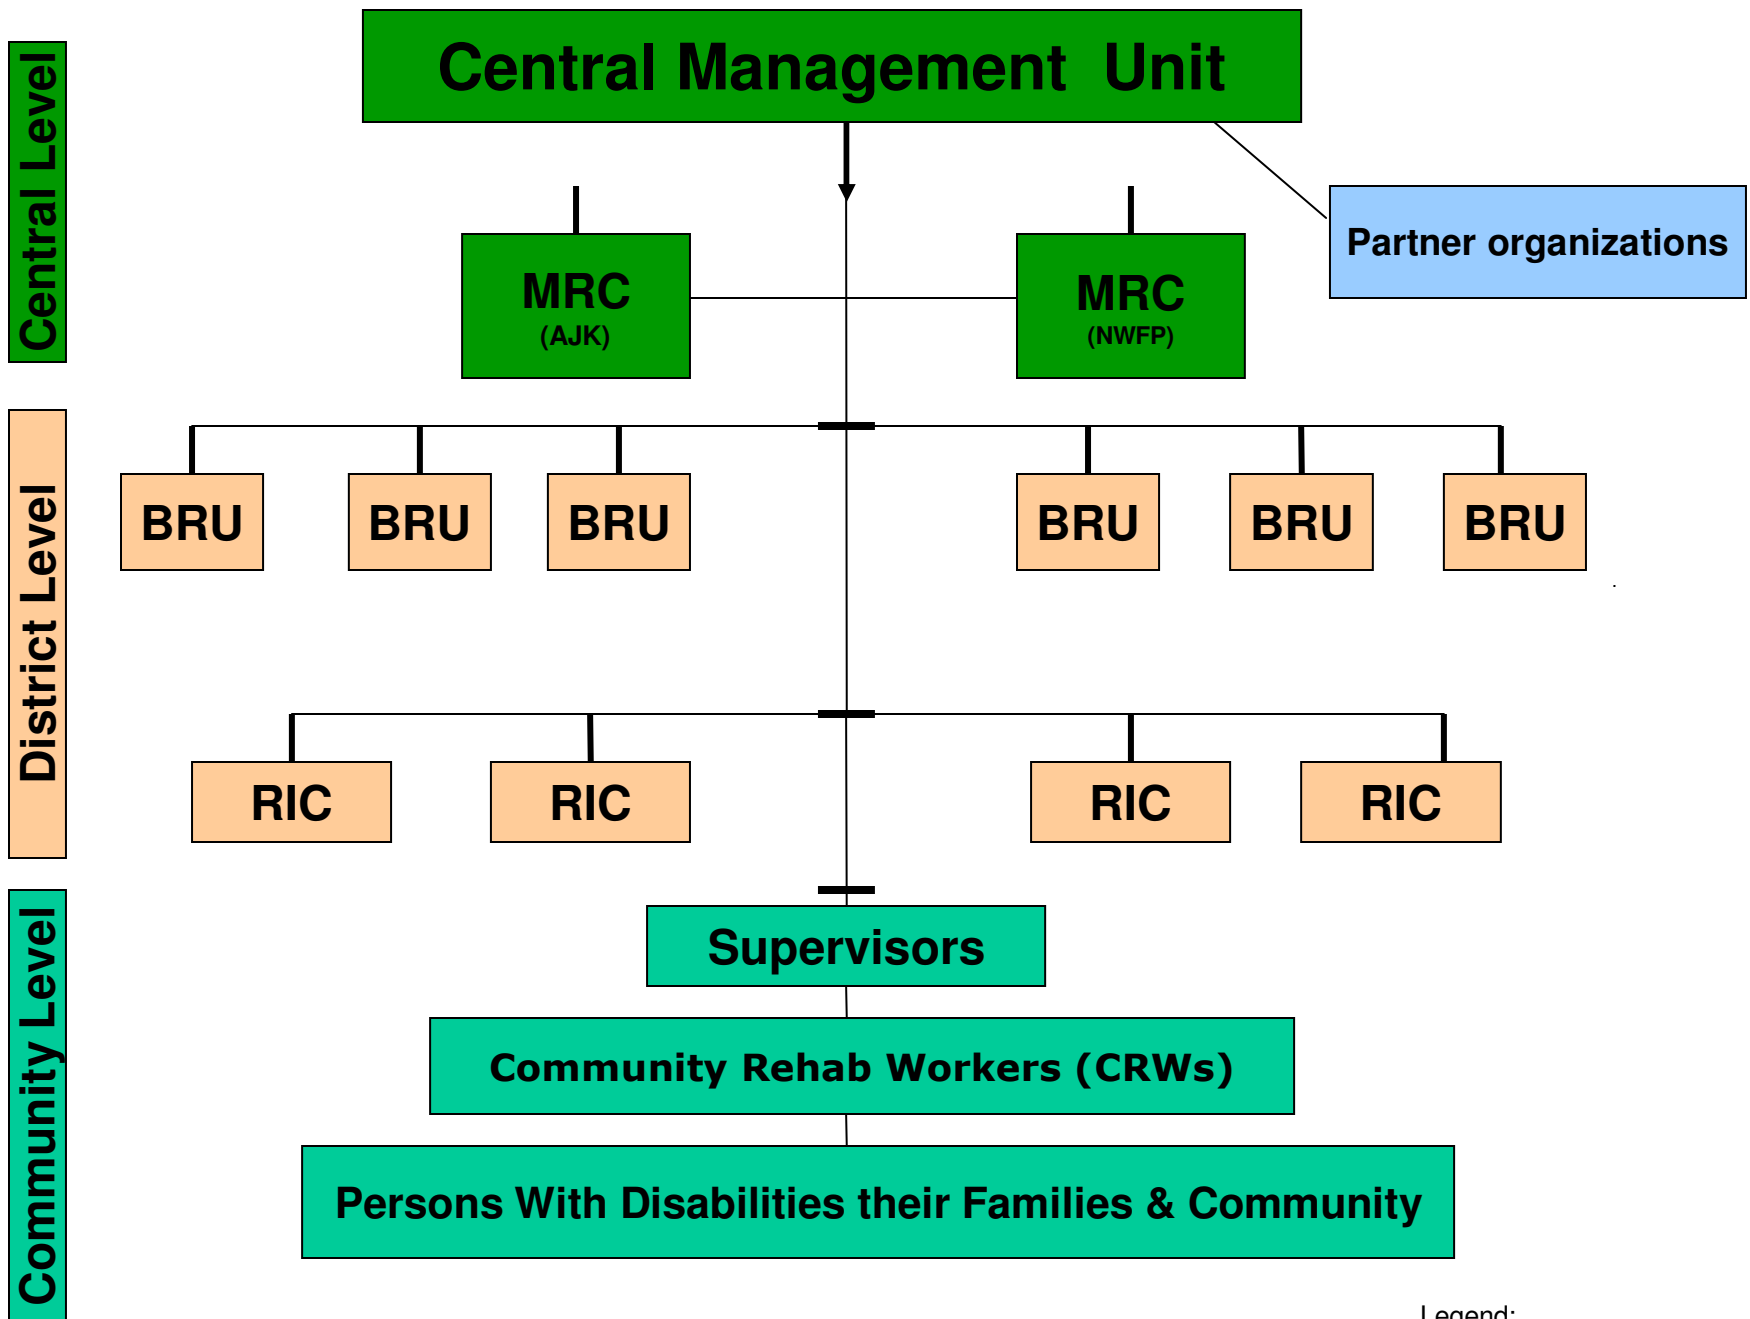 Central Level
Central Management Unit
Partner organizations
MRC
(AJK)
MRC
(NWFP)
District Level
BRU
BRU
BRU
BRU
BRU
BRU
.
RIC
RIC
RIC
RIC
Community Level
Supervisors
Community Rehab Workers (CRWs)
Persons With Disabilities their Families & Community
Legend: